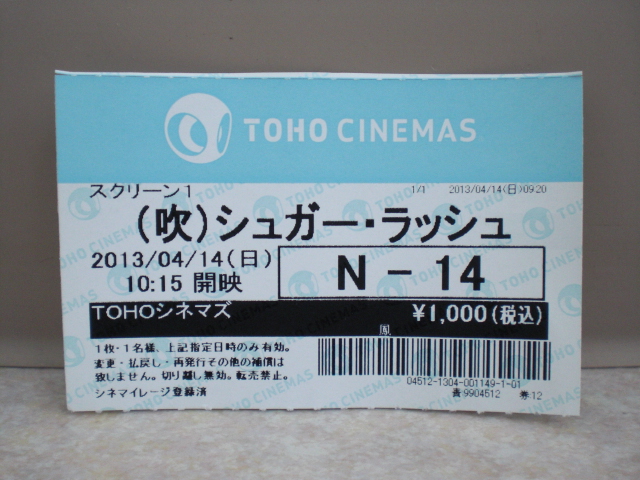 TOHO CINEMAS
スクリーン1
1/1 2013/04/14(日)09:20
(吹)シュガー・ラッシュ
2013/04/14(日)
10:15 開映
N - 14
TOHOシネマズ
¥1,000(税込)
1枚・1名様、上記指定日時のみ有効。
変更・払戻し・再発行その他の補償は
致しません。切り離し無効。転売禁止。
シネマイレージ登録済
04512-1304-001149-1-01
青9904512 券12